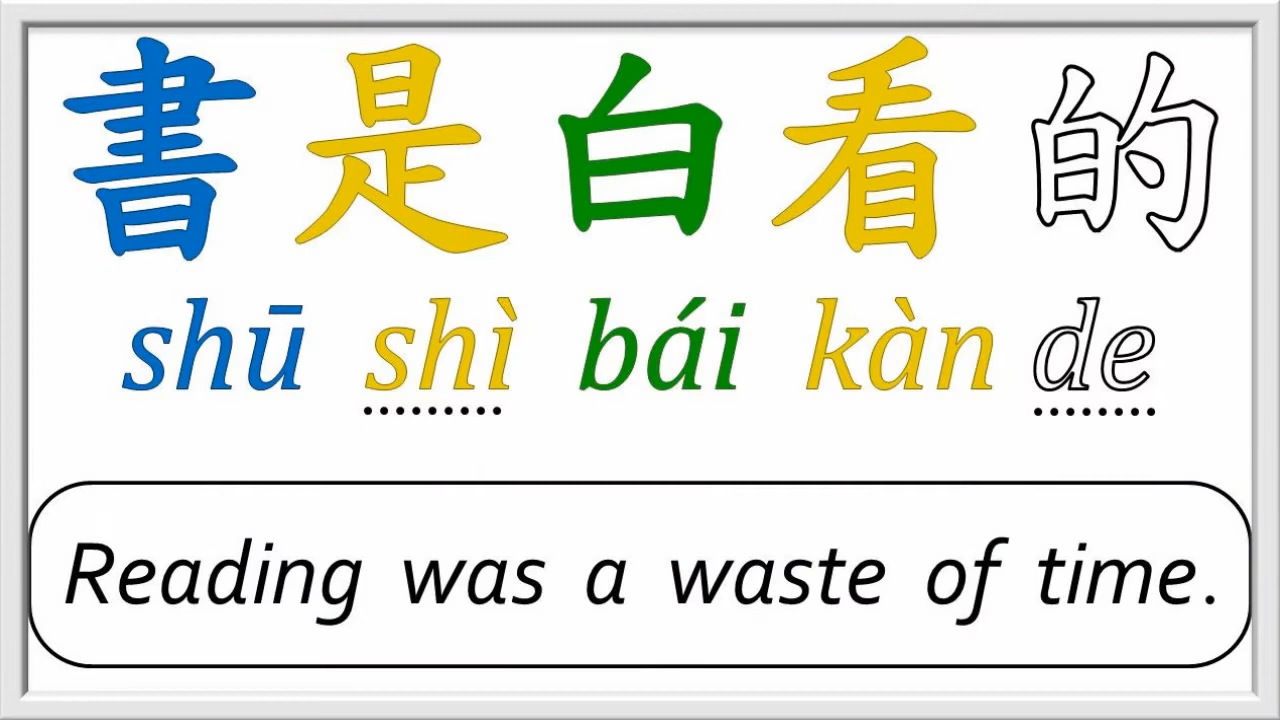 書是白看的
shū shì bái kàn de
Reading was a waste of time.